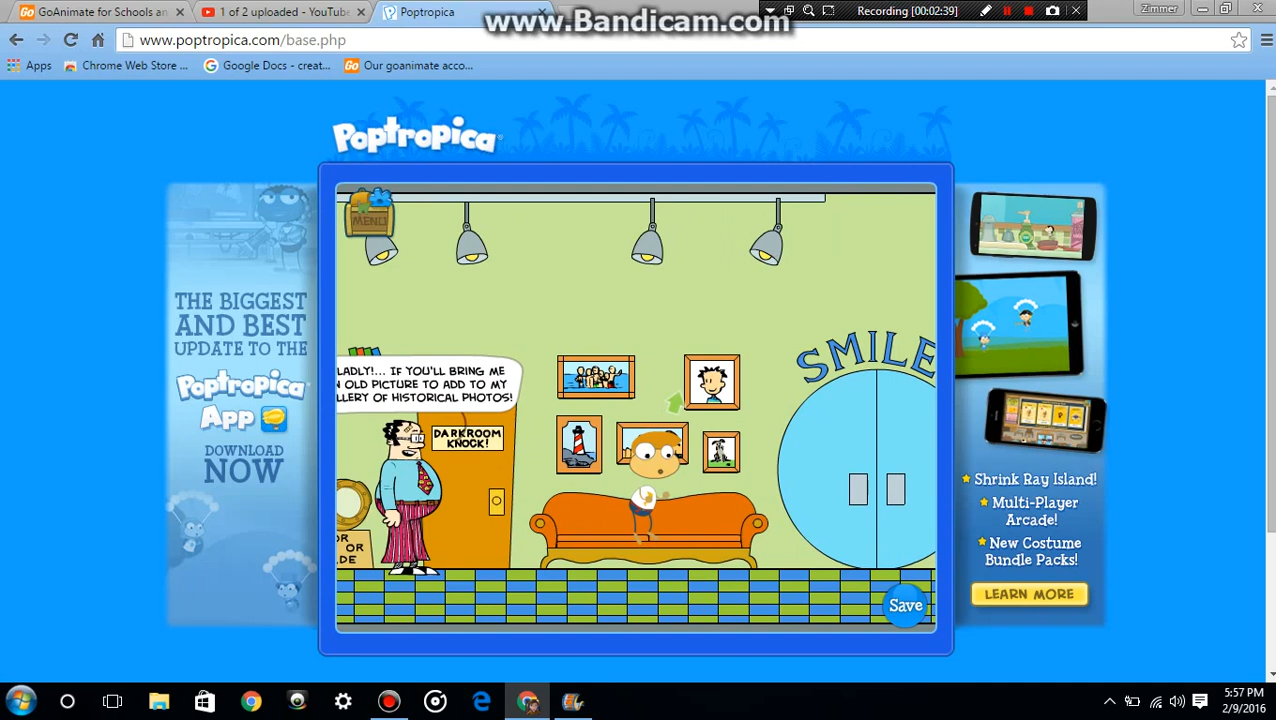 GoAnimate for Schools an
1 of 2 uploaded - YouTube
Poptropica
www.Bandicam.com
Recording [00:02:39]
Zimmer
www.poptropica.com/base.php
Apps
Chrome Web Store ...
Google Docs - creat...
Go
Our goanimate acco...
Poptropica
MENU
THE BIGGEST
AND BEST
UPDATE TO THE
Poptropica
App
DOWNLOAD
NOW
LADLY!... IF YOU'LL BRING ME
N OLD PICTURE TO ADD TO MY
LLERY OF HISTORICAL PHOTOS!
DARKROOM
KNOCK!
SMILE
OR OR
DE
Save
Shrink Ray Island!
Multi-Player
Arcade!
New Costume
Bundle Packs!
LEARN MORE
5:57 PM
2/9/2016